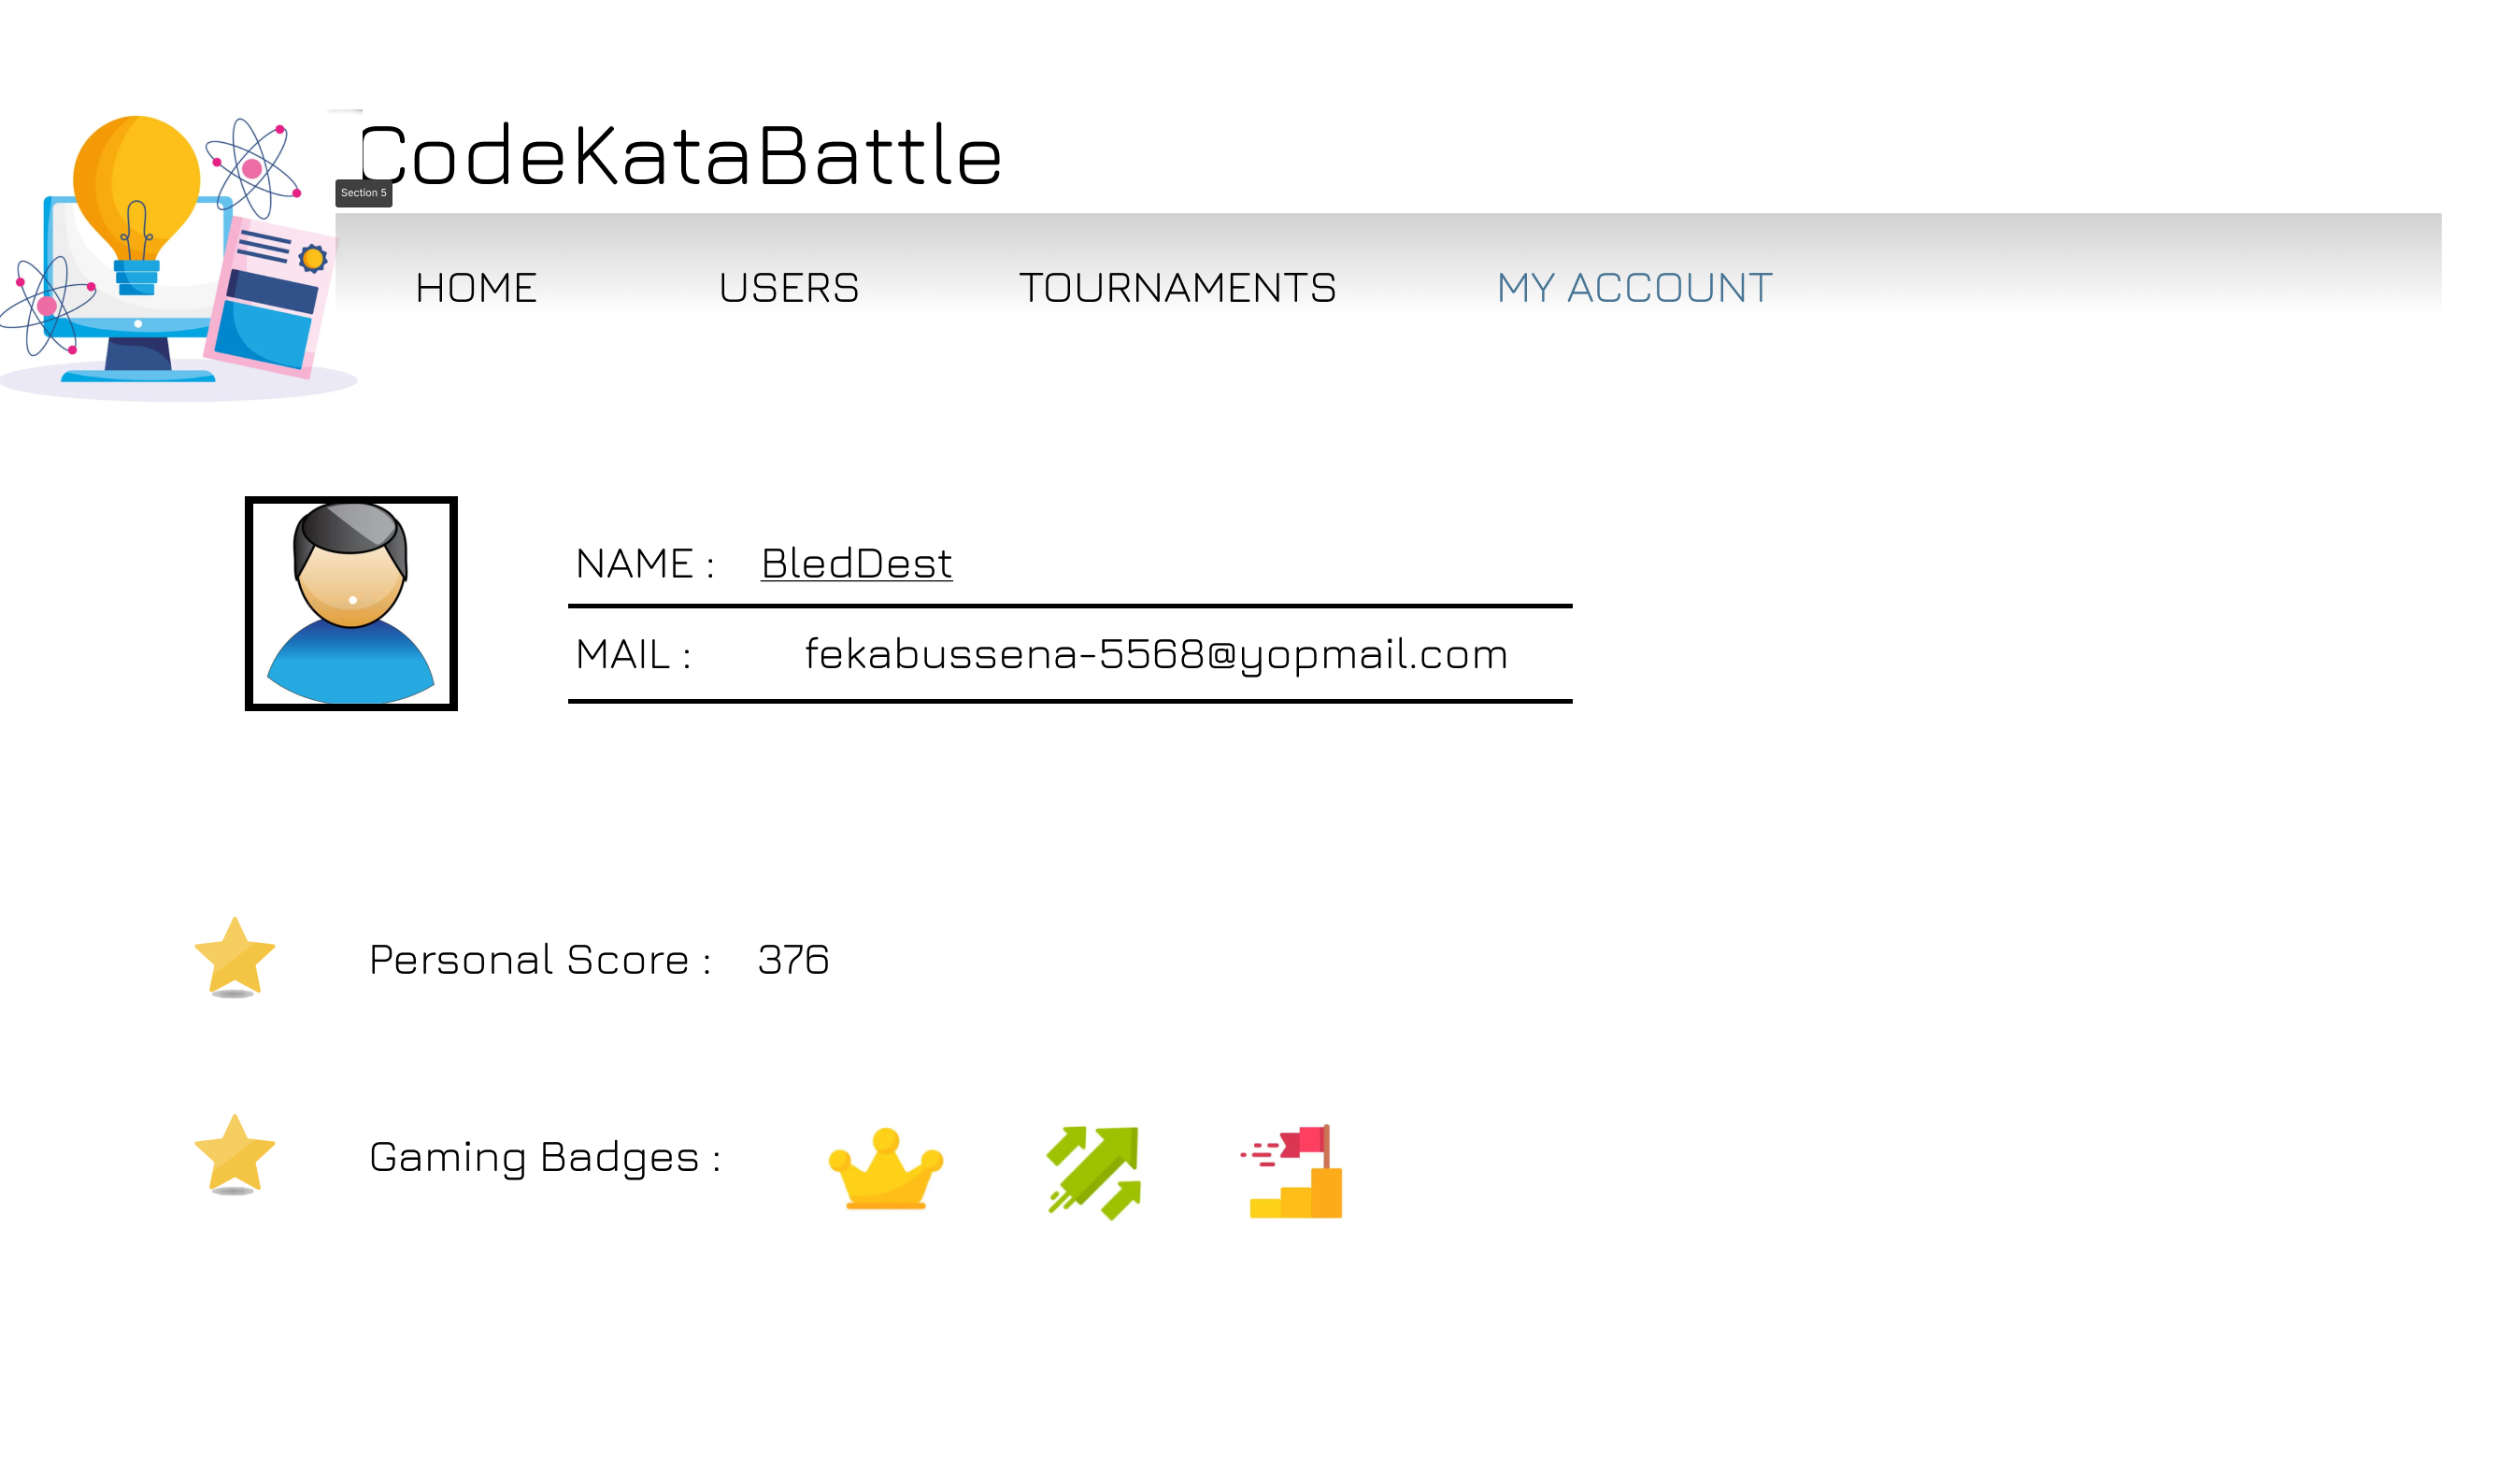 CodeKataBattle
Section 5
HOME USERS TOURNAMENTS MY ACCOUNT
NAME : BledDest
MAIL : fekabussena-5568@yopmail.com
Personal Score : 376
Gaming Badges :